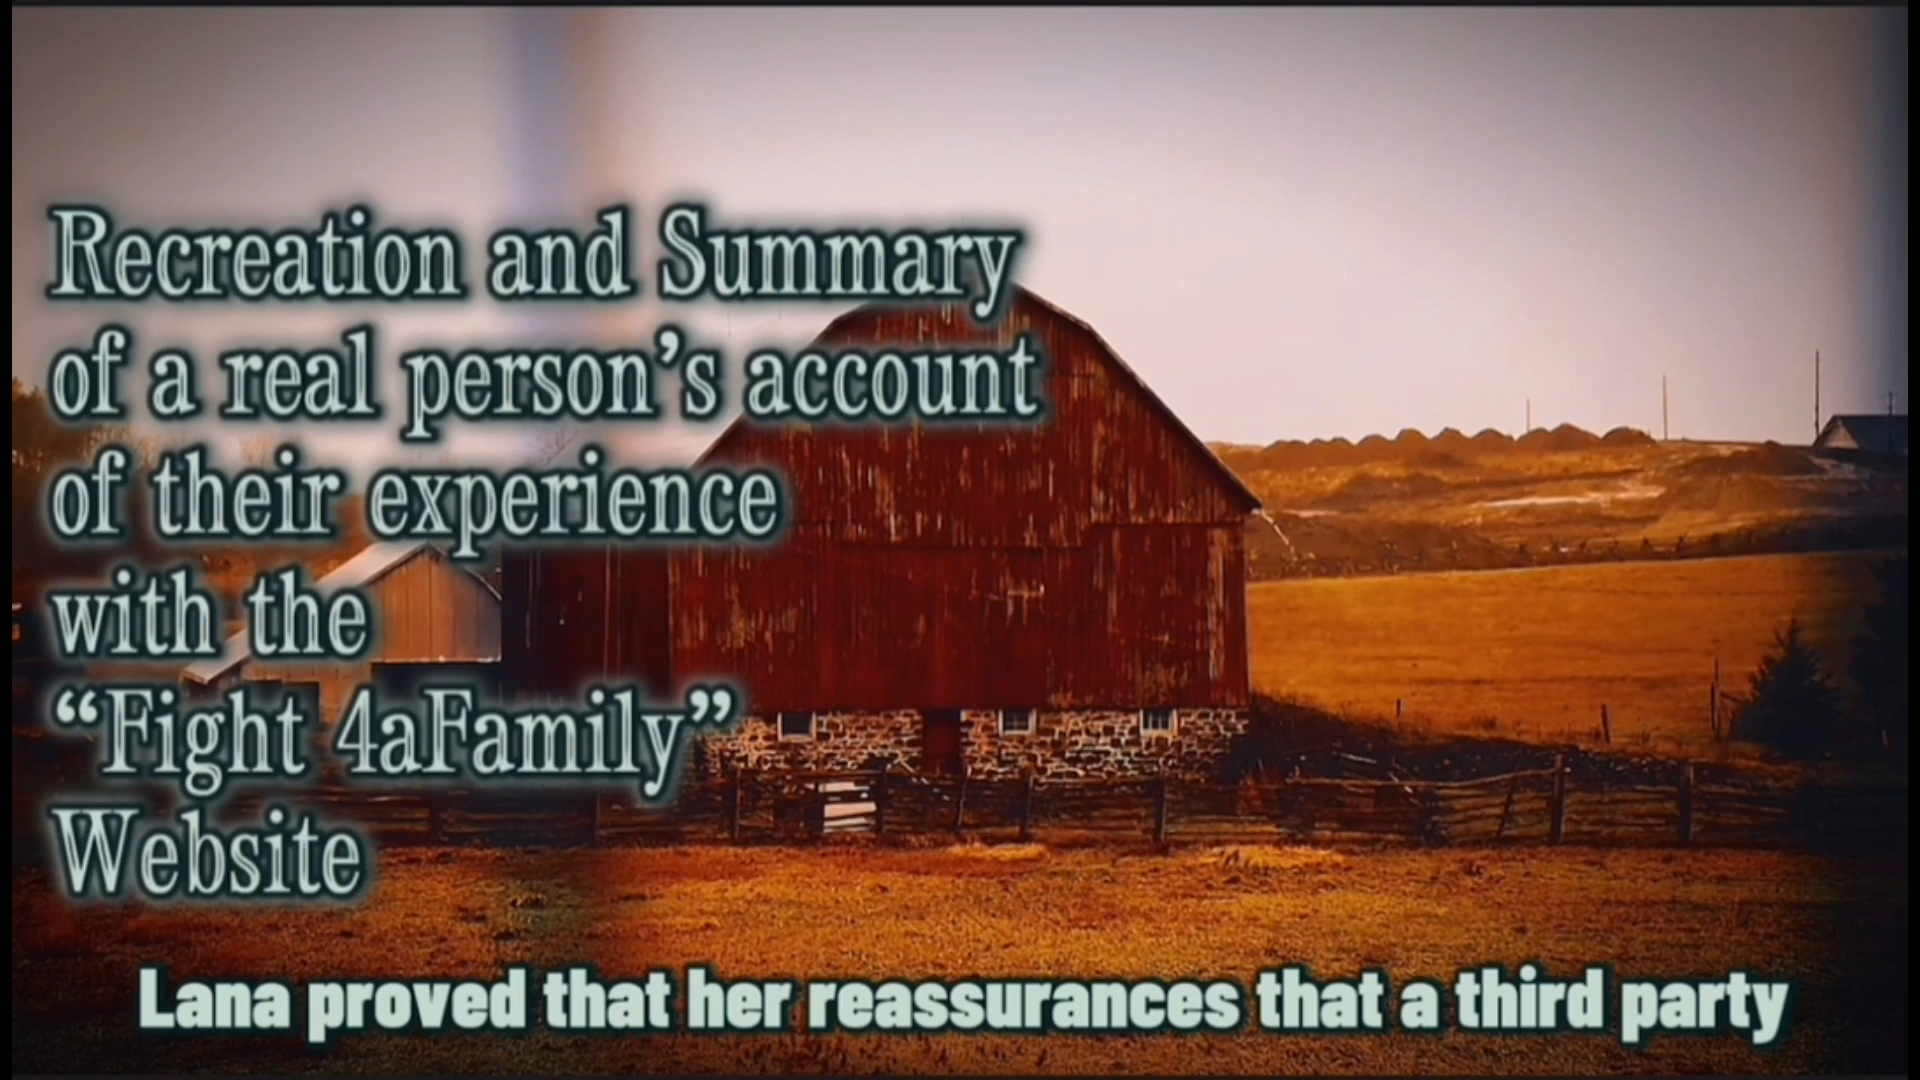 Recreation and Summary
of a real person’s account
of their experience
with the
“Fight 4aFamily”
Website
Lana proved that her reassurances that a third party